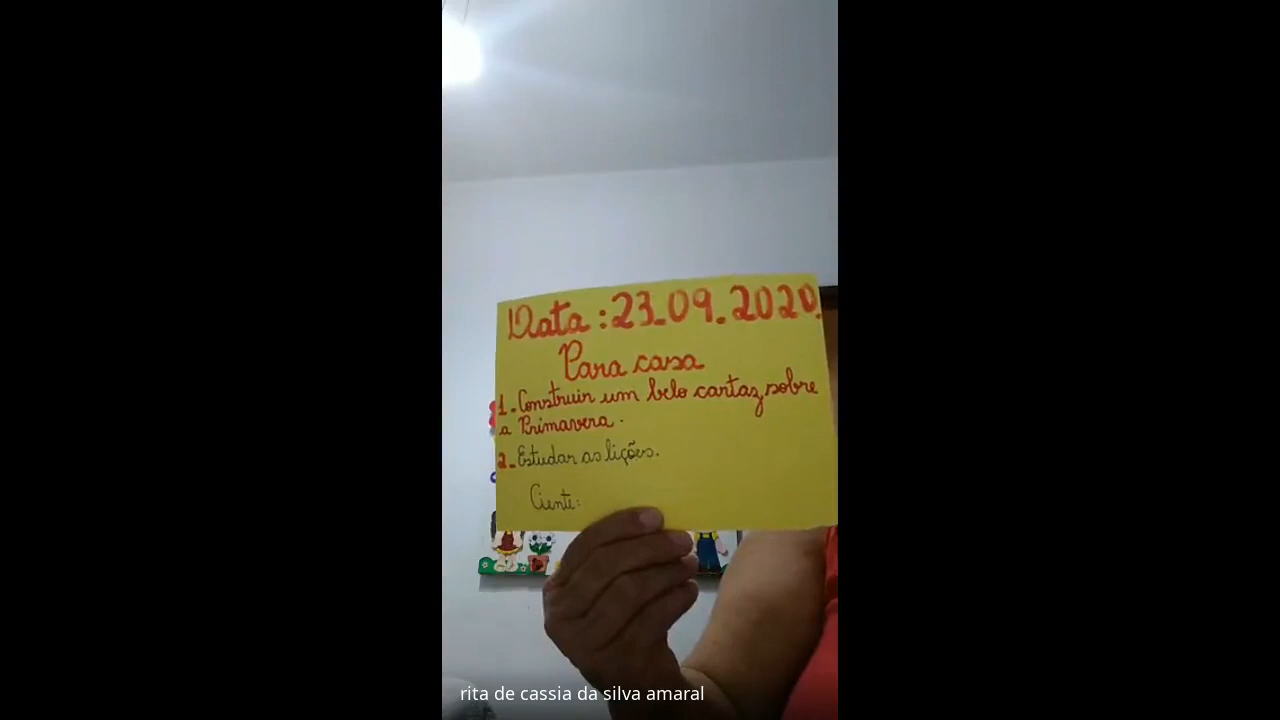 Data : 23.09.2020.
Para casa
1. Construir um belo cartaz sobre
a Primavera.
2. Estudar as lições.
Ciente:
rita de cassia da silva amaral